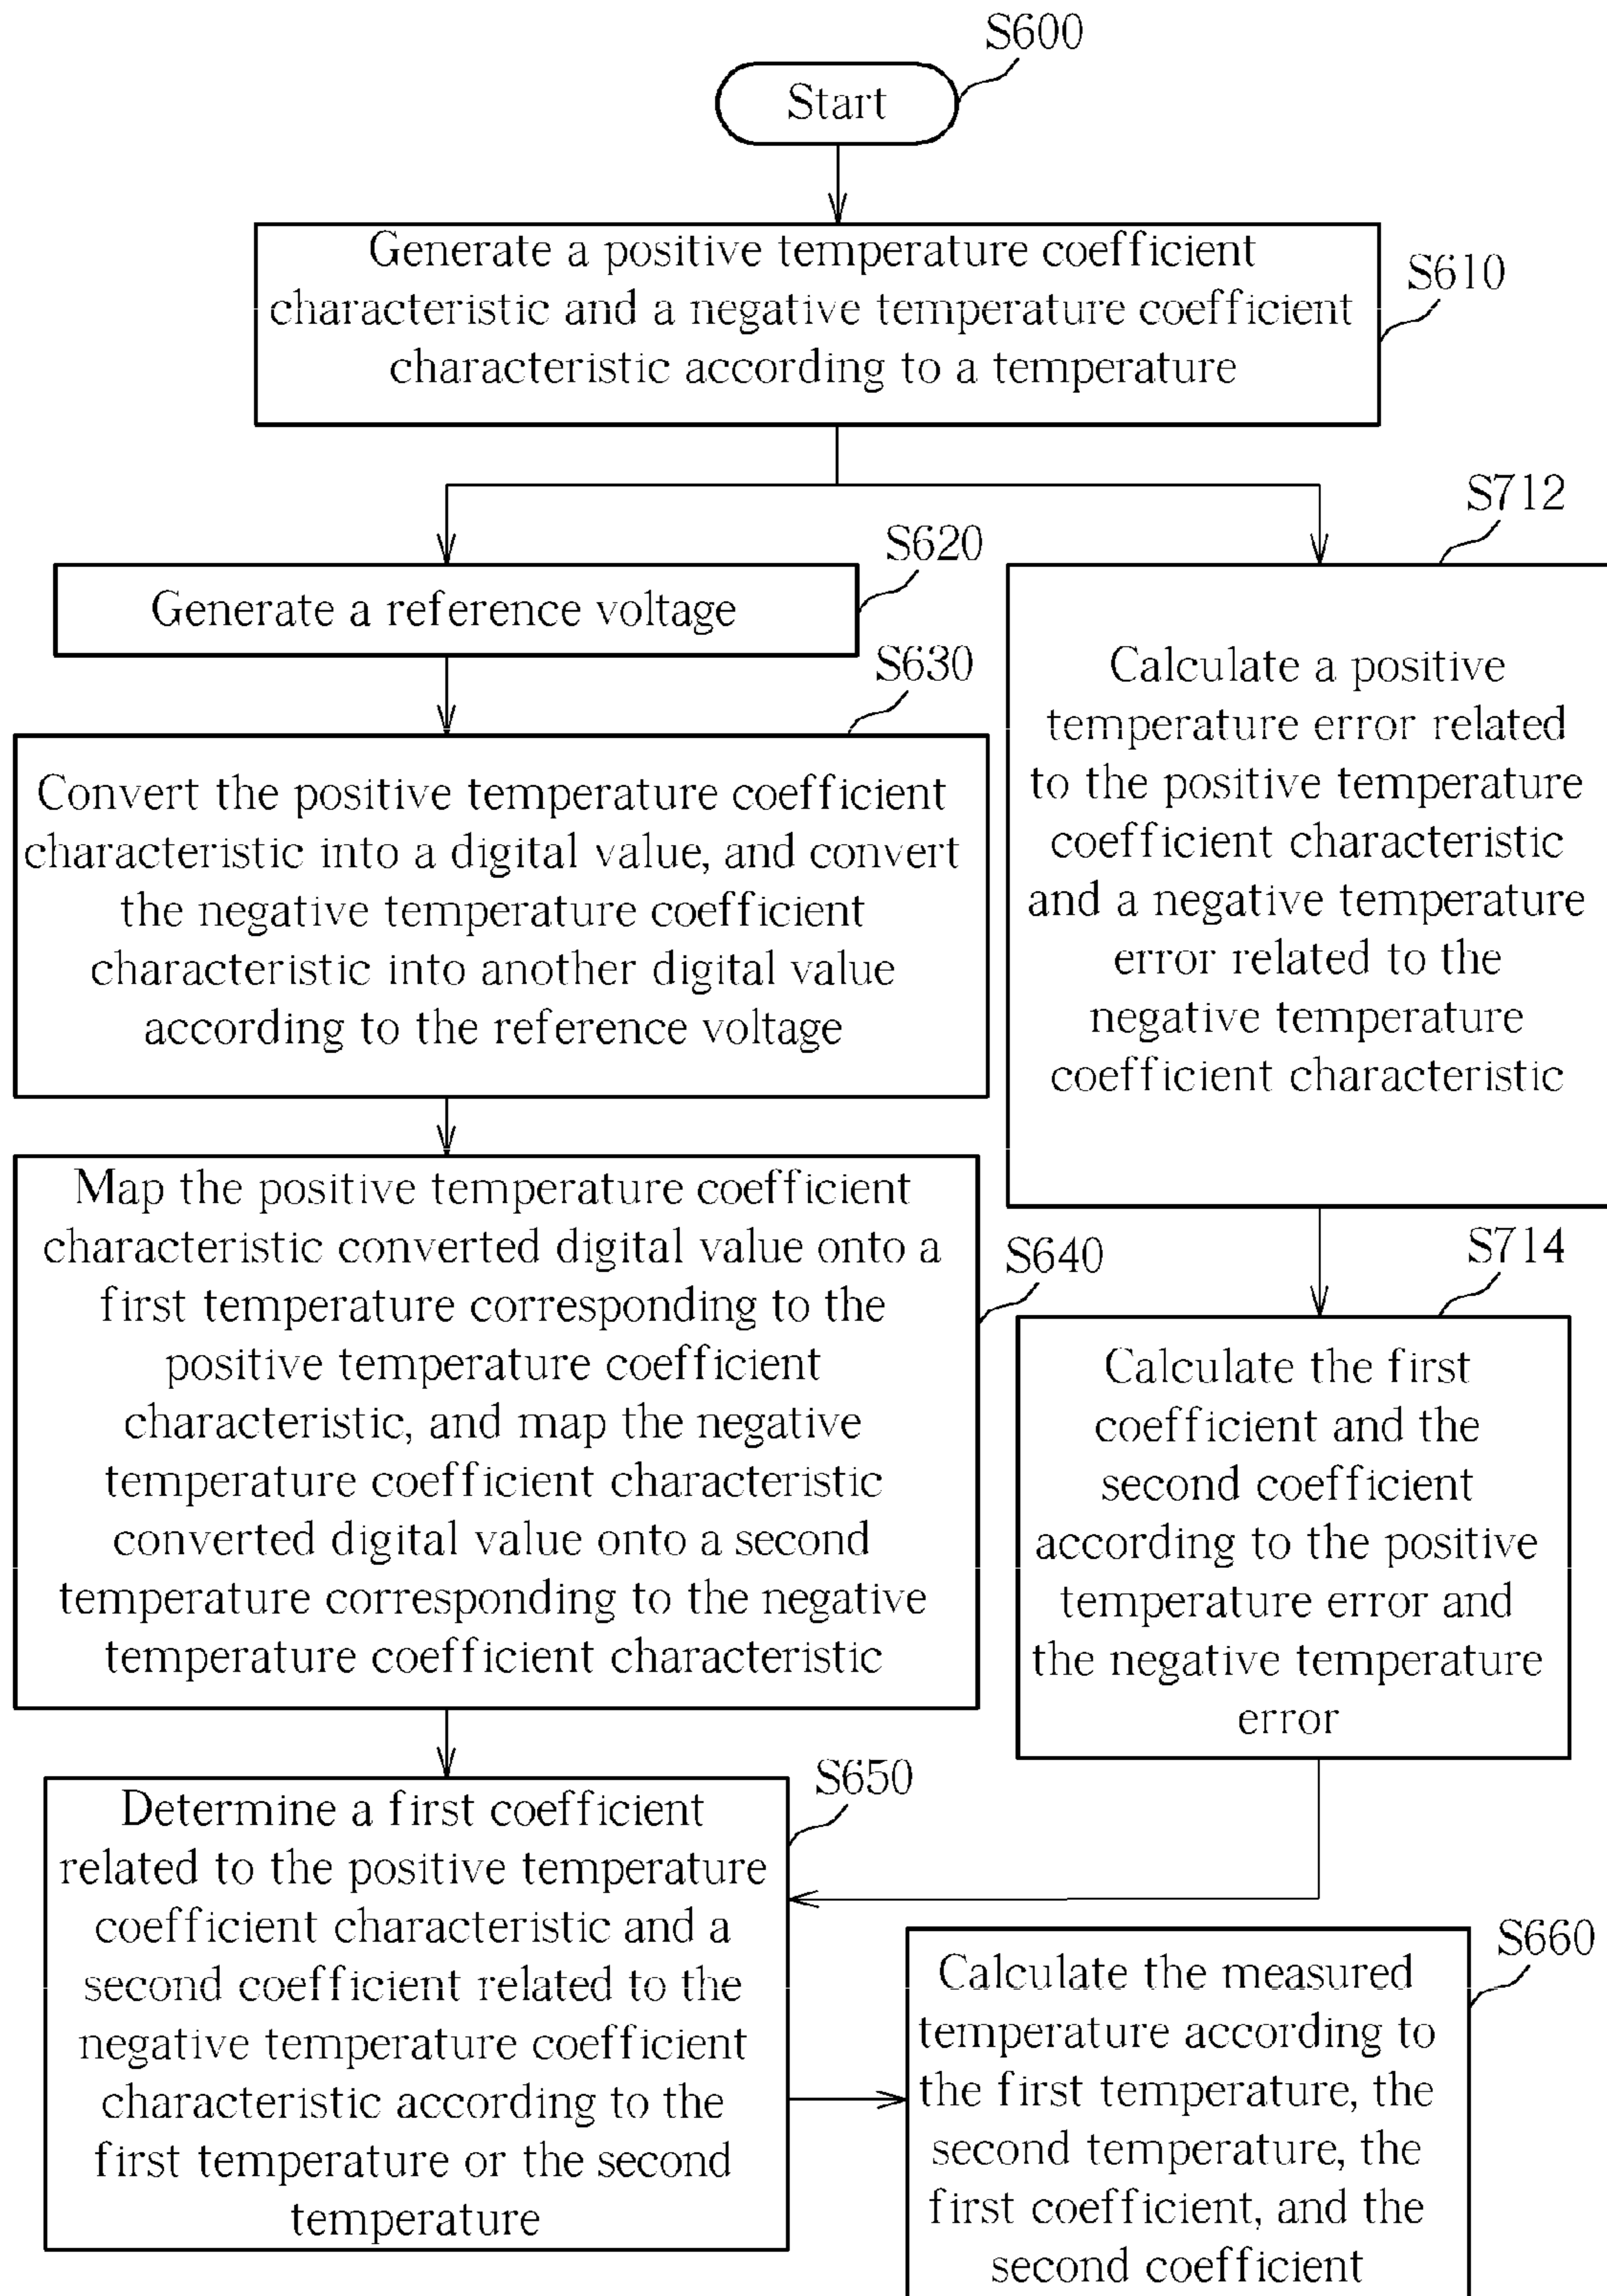 S600
Start
Generate a positive temperature coefficient
characteristic and a negative temperature coefficient
characteristic according to a temperature
S610
S620
Generate a reference voltage
S712
Calculate a positive
temperature error related
to the positive temperature
coefficient characteristic
and a negative temperature
error related to the
negative temperature
coefficient characteristic
S630
Convert the positive temperature coefficient
characteristic into a digital value, and convert
the negative temperature coefficient
characteristic into another digital value
according to the reference voltage
Map the positive temperature coefficient
characteristic converted digital value onto a
first temperature corresponding to the
positive temperature coefficient
characteristic, and map the negative
temperature coefficient characteristic
converted digital value onto a second
temperature corresponding to the negative
temperature coefficient characteristic
S640
S714
Calculate the first
coefficient and the
second coefficient
according to the positive
temperature error and
the negative temperature
error
S650
Determine a first coefficient
related to the positive temperature
coefficient characteristic and a
second coefficient related to the
negative temperature coefficient
characteristic according to the
first temperature or the second
temperature
S660
Calculate the measured
temperature according to
the first temperature, the
second temperature, the
first coefficient, and the
second coefficient